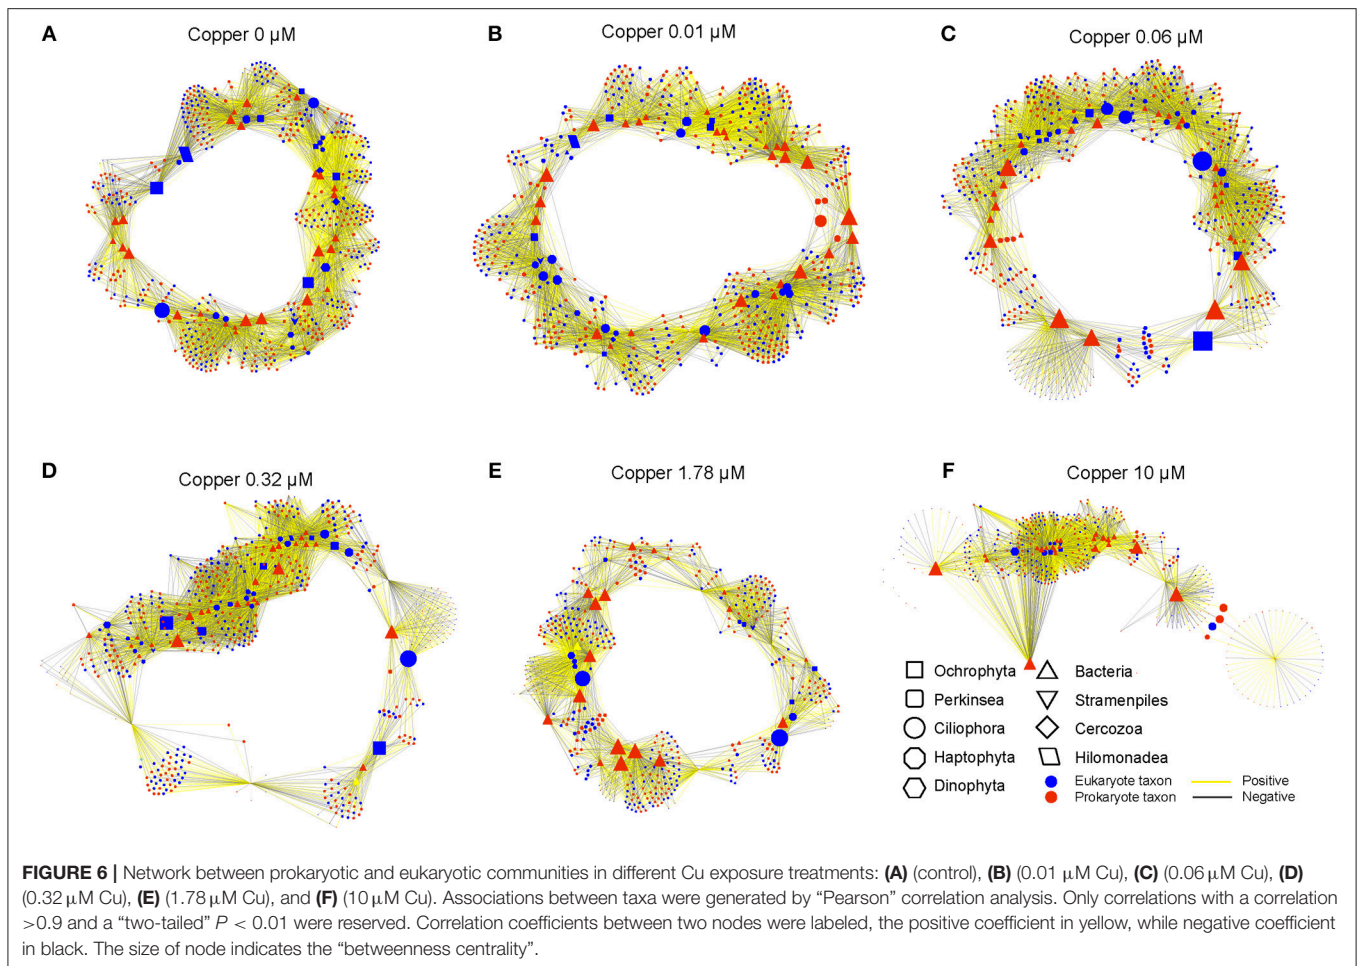 A
Copper 0 µM
B
Copper 0.01 µM
C
Copper 0.06 µM
D
Copper 0.32 µM
E
Copper 1.78 µM
F
Copper 10 µM
Ochrophyta
Bacteria
Perkinsea
Stramenpiles
Ciliophora
Cercozoa
Haptophyta
Hilomonadea
Dinophyta
Eukaryote taxon
Positive
Prokaryote taxon
Negative
FIGURE 6 | Network between prokaryotic and eukaryotic communities in different Cu exposure treatments: (A) (control), (B) (0.01 µM Cu), (C) (0.06 µM Cu), (D)
(0.32 µM Cu), (E) (1.78 µM Cu), and (F) (10 µM Cu). Associations between taxa were generated by “Pearson” correlation analysis. Only correlations with a correlation
>0.9 and a “two-tailed” P < 0.01 were reserved. Correlation coefficients between two nodes were labeled, the positive coefficient in yellow, while negative coefficient
in black. The size of node indicates the “betweenness centrality”.